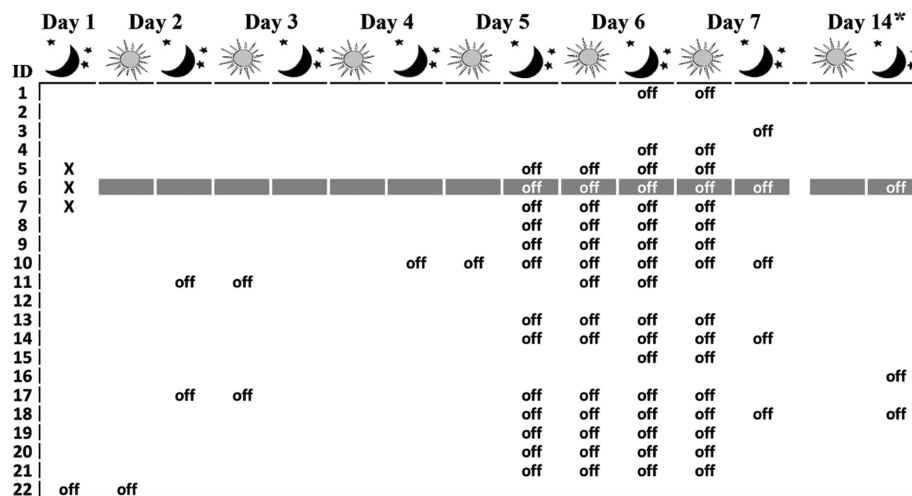 Day 1 Day 2 Day 3 Day 4 Day 5 Day 6 Day 7 Day 14*
ID
1 off off
2
3 off
4 off off
5 X off off off off
6 X off off off off off off
7 X off off off off
8 off off off off
9 off off off off
10 off off off off off off off
11 off off off off
12
13 off off off off
14 off off off off off
15 off off
16 off
17 off off off off off off
18 off off off off off off
19 off off off off
20 off off off off
21 off off off off
22 off off